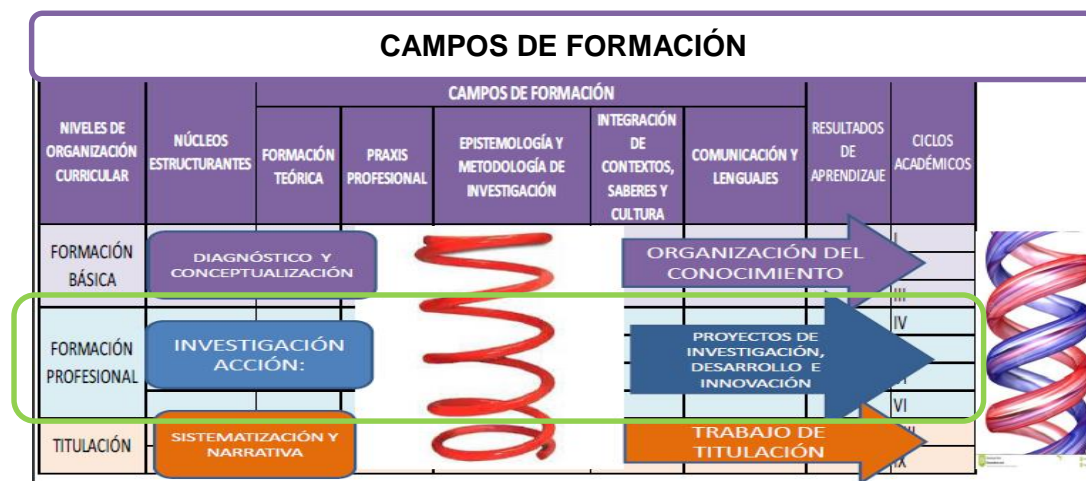 CAMPOS DE FORMACIÓN
CAMPOS DE FORMACIÓN
NIVELES DE
ORGANIZACIÓN
CURRICULAR
NÚCLEOS
ESTRUCTURANTES
FORMACIÓN
TEÓRICA
PRAXIS
PROFESIONAL
EPISTEMOLOGÍA Y
METODOLOGÍA DE
INVESTIGACIÓN
INTEGRACIÓN
DE
CONTEXTOS,
SABERES Y
CULTURA
COMUNICACIÓN Y
LENGUAJES
RESULTADOS
DE
APRENDIZAJE
CICLOS
ACADÉMICOS
FORMACIÓN
BÁSICA
DIAGNÓSTICO Y
CONCEPTUALIZACIÓN
ORGANIZACIÓN DEL
CONOCIMIENTO
I
III
FORMACIÓN
PROFESIONAL
INVESTIGACIÓN
ACCIÓN:
PROYECTOS DE
INVESTIGACIÓN,
DESARROLLO E
INNOVACIÓN
IV
VI
TITULACIÓN
SISTEMATIZACIÓN Y
NARRATIVA
TRABAJO DE
TITULACIÓN
IX